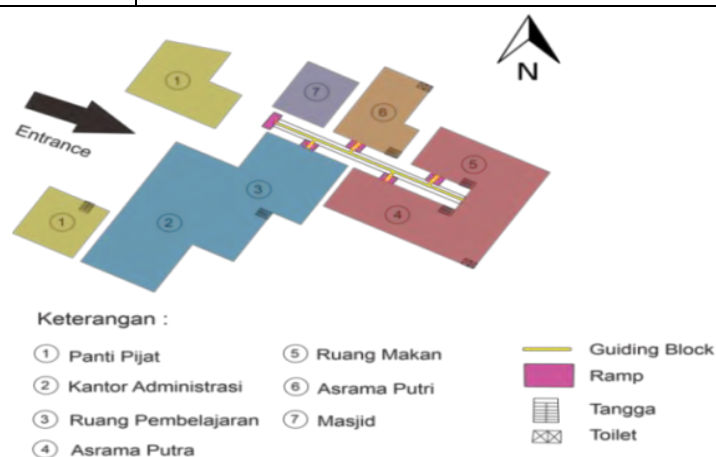 N
Entrance
1
7
6
5
3
4
1
2
Keterangan :
1 Panti Pijat
2 Kantor Administrasi
3 Ruang Pembelajaran
4 Asrama Putra
5 Ruang Makan
6 Asrama Putri
7 Masjid
Guiding Block
Ramp
Tangga
Toilet